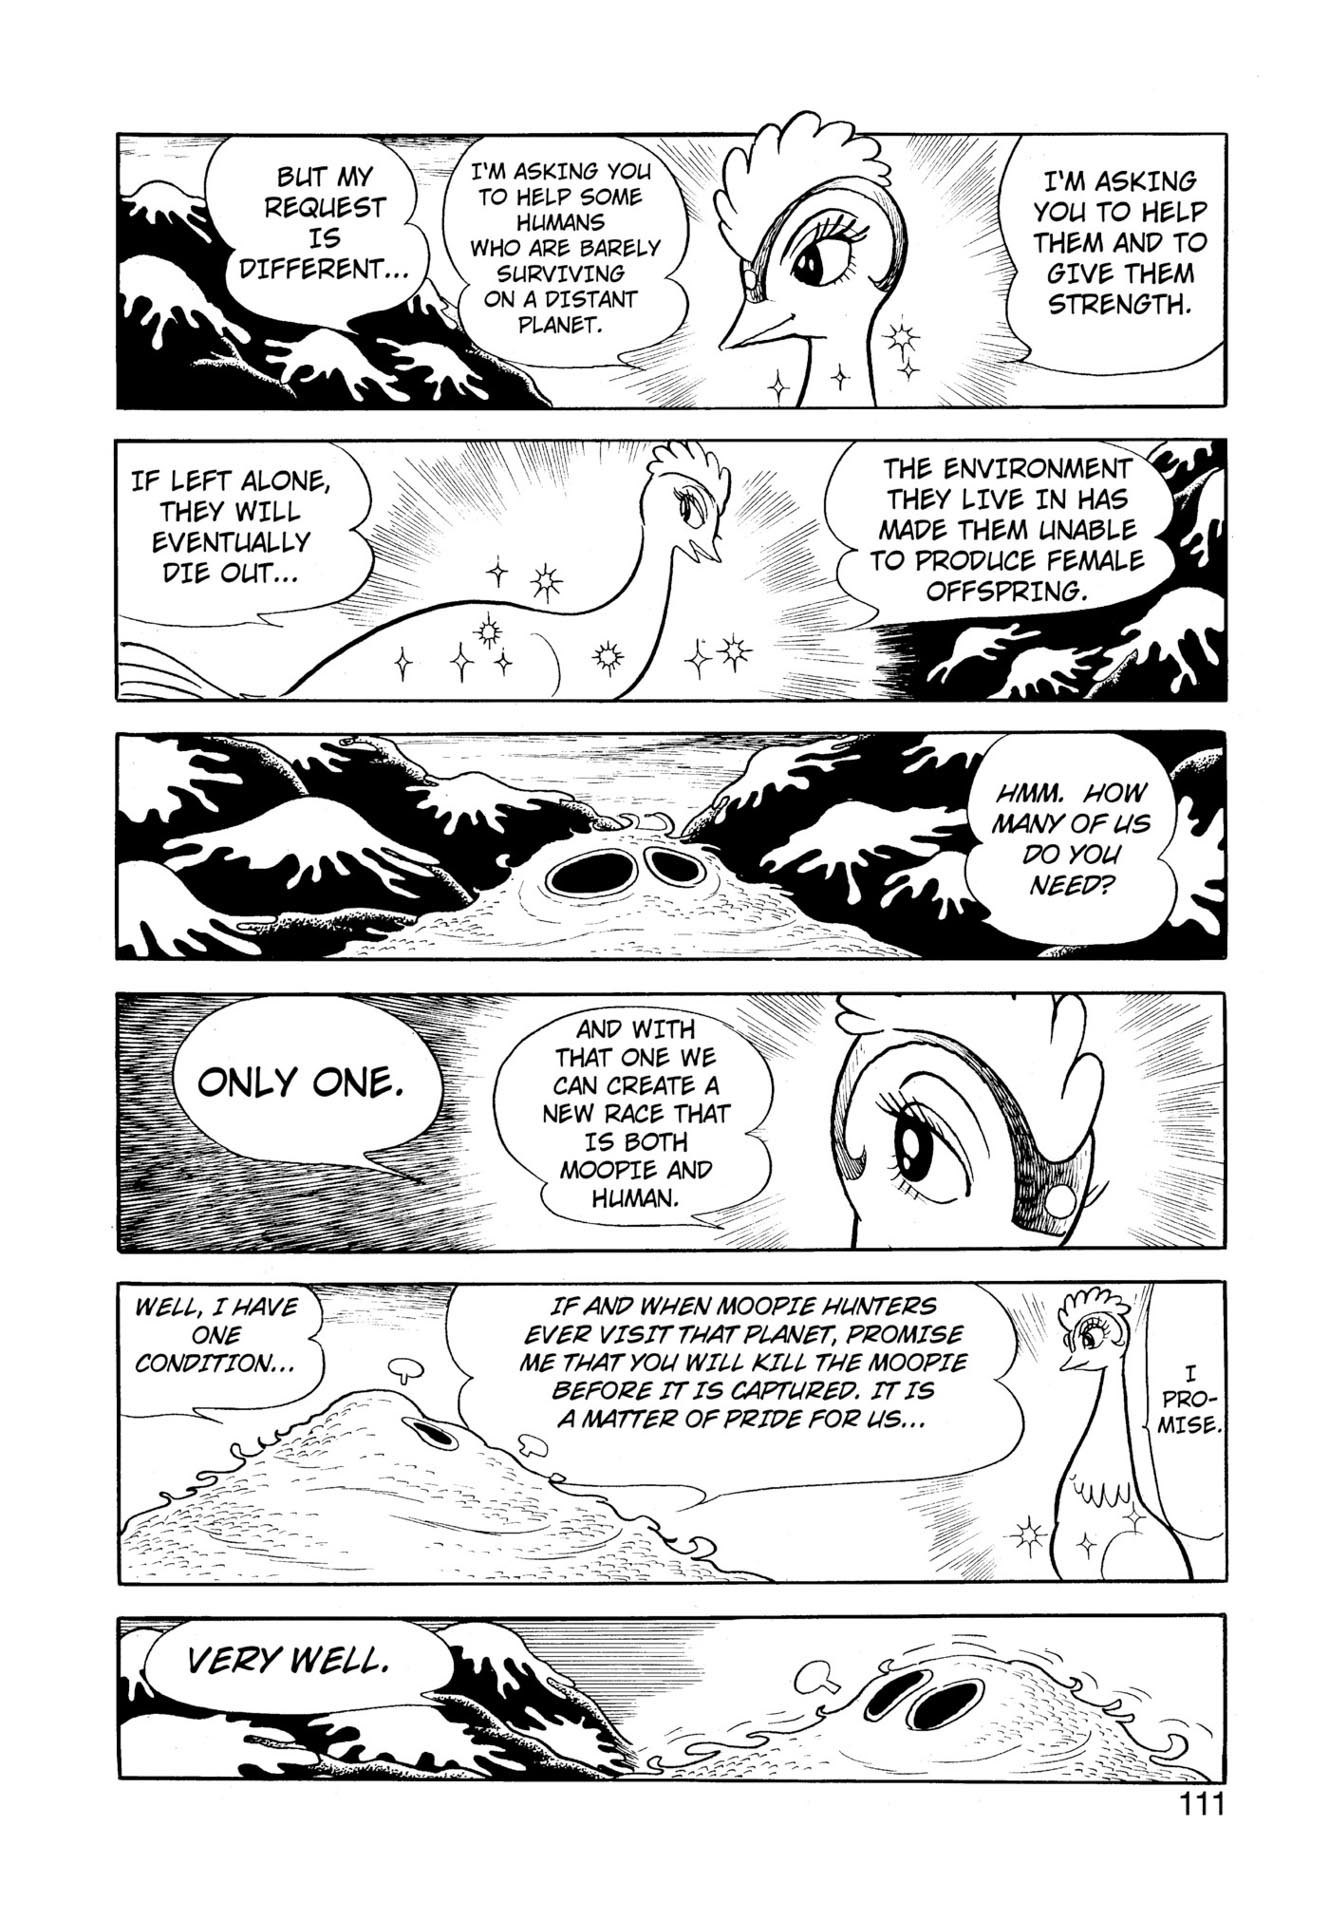 BUT MY
REQUEST
IS
DIFFERENT...
I'M ASKING YOU
TO HELP SOME
HUMANS
WHO ARE BARELY
SURVIVING
ON A DISTANT
PLANET.
I'M ASKING
YOU TO HELP
THEM AND TO
GIVE THEM
STRENGTH.
IF LEFT ALONE,
THEY WILL
EVENTUALLY
DIE OUT...
THE ENVIRONMENT
THEY LIVE IN HAS
MADE THEM UNABLE
TO PRODUCE FEMALE
OFFSPRING.
HMM. HOW
MANY OF US
DO YOU
NEED?
ONLY ONE.
AND WITH
THAT ONE WE
CAN CREATE A
NEW RACE THAT
IS BOTH
MOOPIE AND
HUMAN.
WELL, I HAVE
ONE
CONDITION...
IF AND WHEN MOOPIE HUNTERS
EVER VISIT THAT PLANET, PROMISE
ME THAT YOU WILL KILL THE MOOPIE
BEFORE IT IS CAPTURED. IT IS
A MATTER OF PRIDE FOR US...
I
PRO-
MISE.
VERY WELL.
111